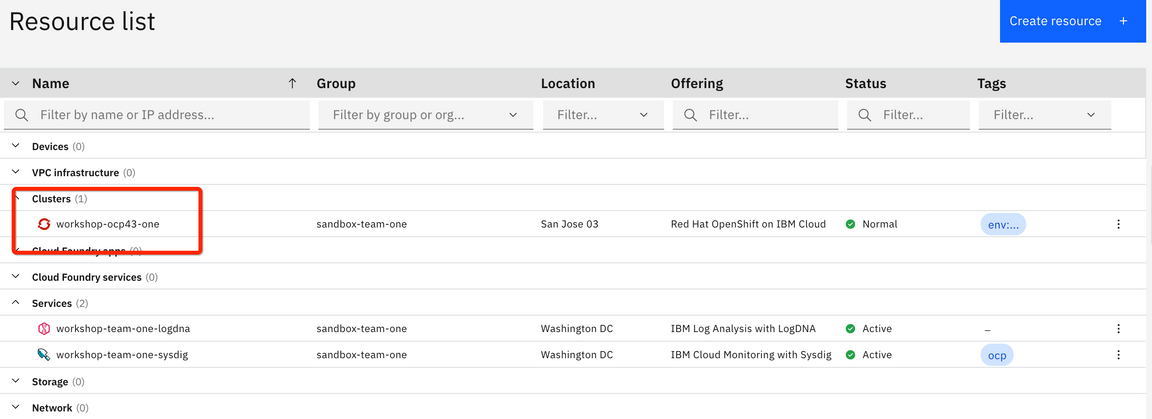 Resource list
Create resource +
Name Group Location Offering Status Tags
Filter by name or IP address... Filter by group or org... Filter... Filter... Filter... Filter...
Devices (0)
VPC infrastructure (0)
Clusters (1)
workshop-ocp43-one sandbox-team-one San Jose 03 Red Hat OpenShift on IBM Cloud Normal env:...
Cloud Foundry apps (0)
Cloud Foundry services (0)
Services (2)
workshop-team-one-logdna sandbox-team-one Washington DC IBM Log Analysis with LogDNA Active –
workshop-team-one-sysdig sandbox-team-one Washington DC IBM Cloud Monitoring with Sysdig Active ocp
Storage (0)
Network (0)